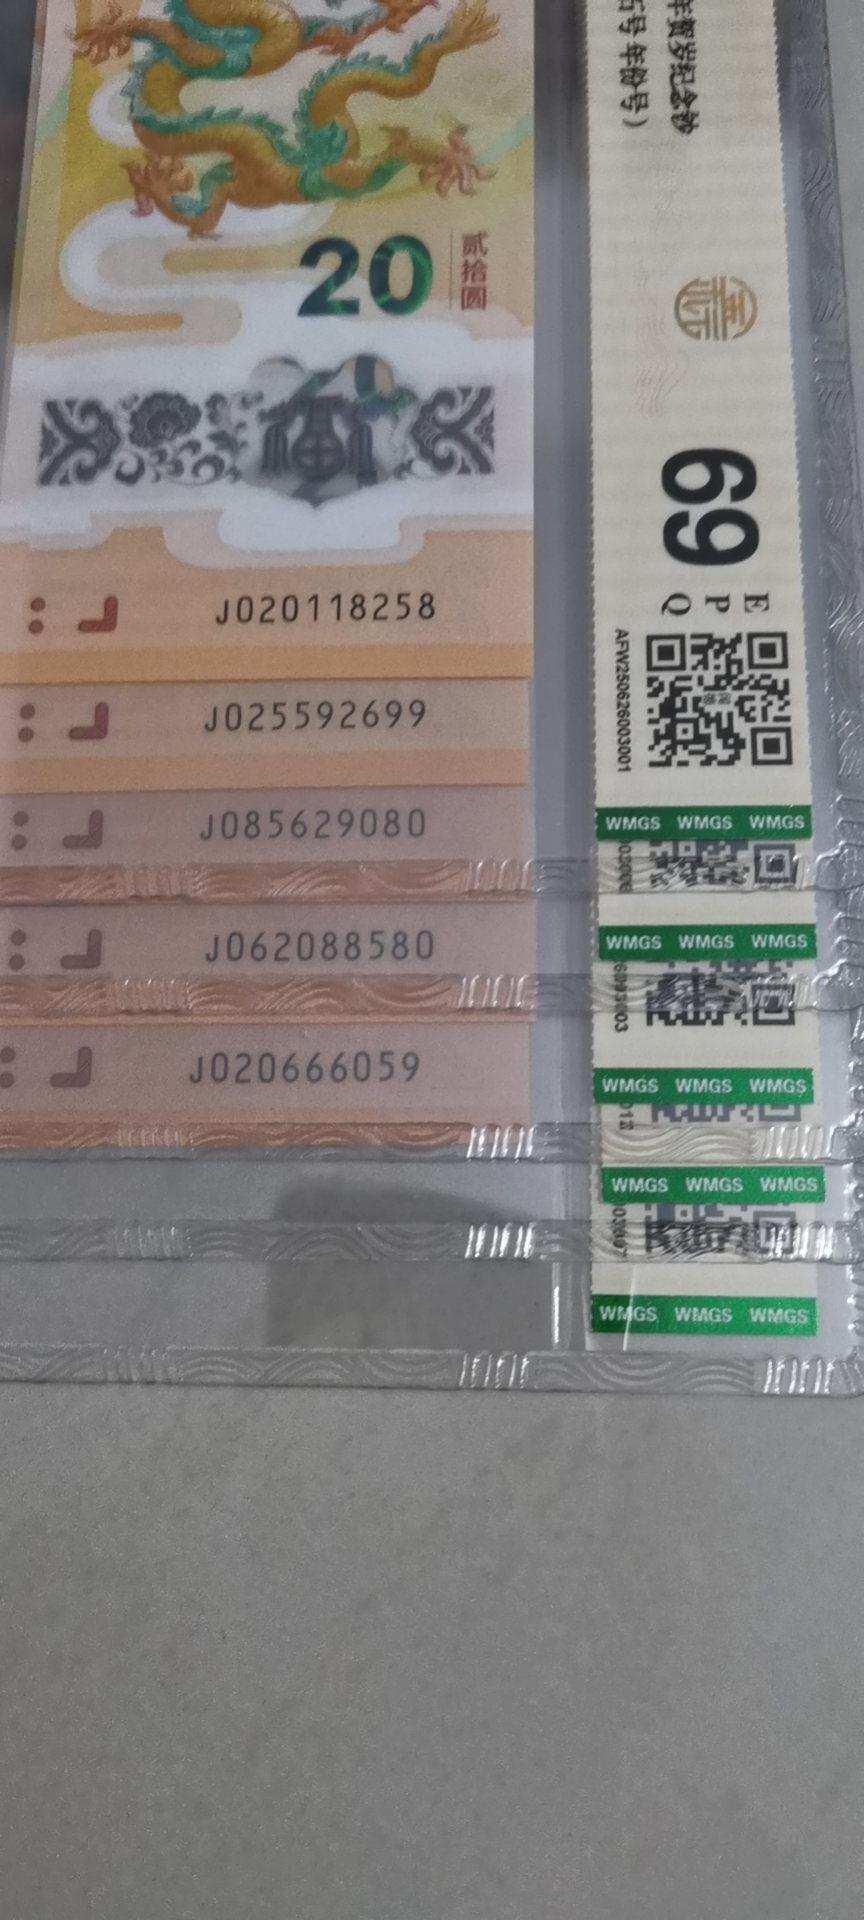 年贺岁纪念钞
号 年份号）
20
贰拾圆
69
E
P
Q
AFW250626003001
J020118258
J025592699
J085629080
J062088580
J020666059
WMGS WMGS WMGS
WMGS WMGS WMGS
WMGS WMGS WMGS
WMGS WMGS WMGS
WMGS WMGS WMGS